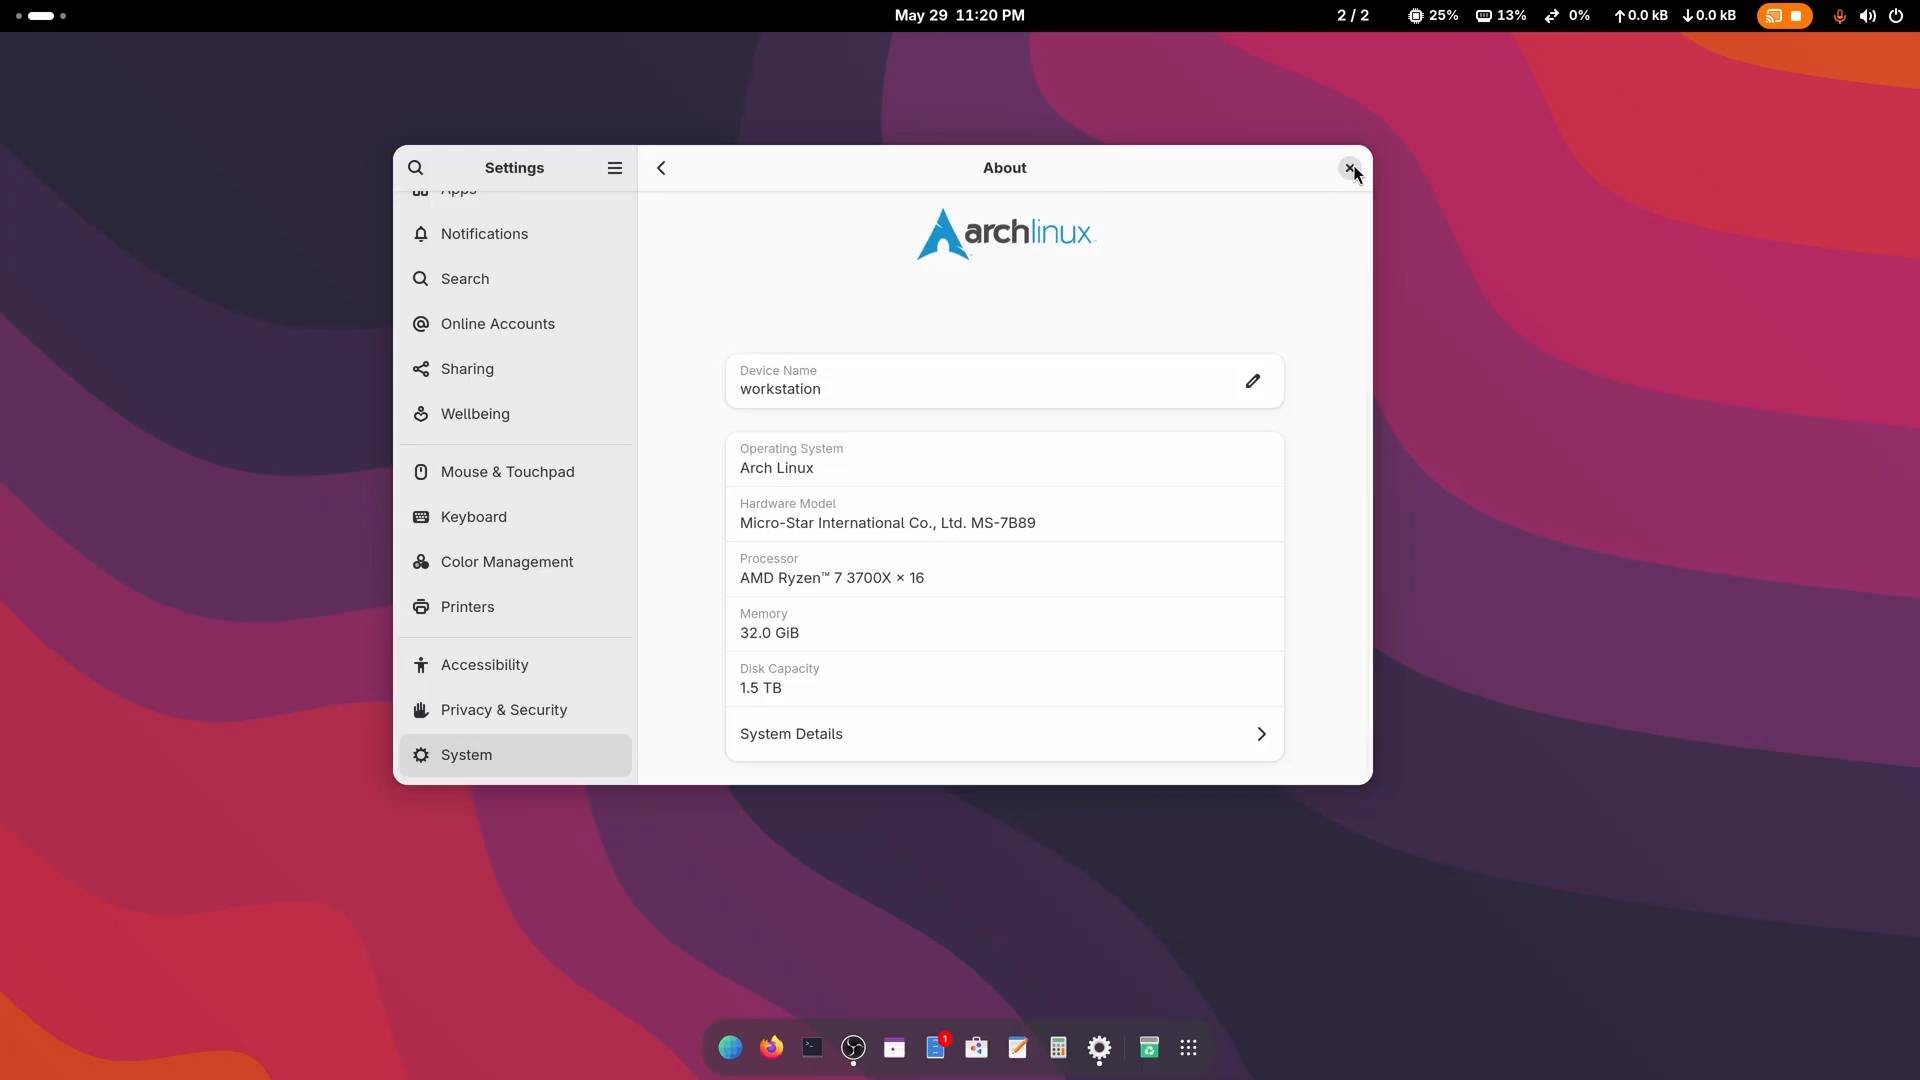 May 29 11:20 PM
2 / 2
25%
13%
0%
0.0 kB
0.0 kB
Settings
About
Apps
Notifications
Search
Online Accounts
Sharing
Wellbeing
Mouse & Touchpad
Keyboard
Color Management
Printers
Accessibility
Privacy & Security
System
archlinux
Device Name
workstation
Operating System
Arch Linux
Hardware Model
Micro-Star International Co., Ltd. MS-7B89
Processor
AMD Ryzen™ 7 3700X × 16
Memory
32.0 GiB
Disk Capacity
1.5 TB
System Details
1